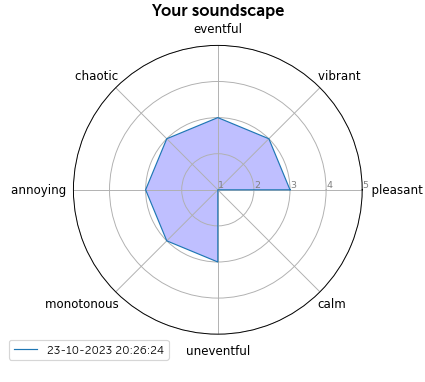 Your soundscape
eventful
chaotic
vibrant
annoying
1
2
3
4
5
pleasant
monotonous
calm
uneventful
23-10-2023 20:26:24